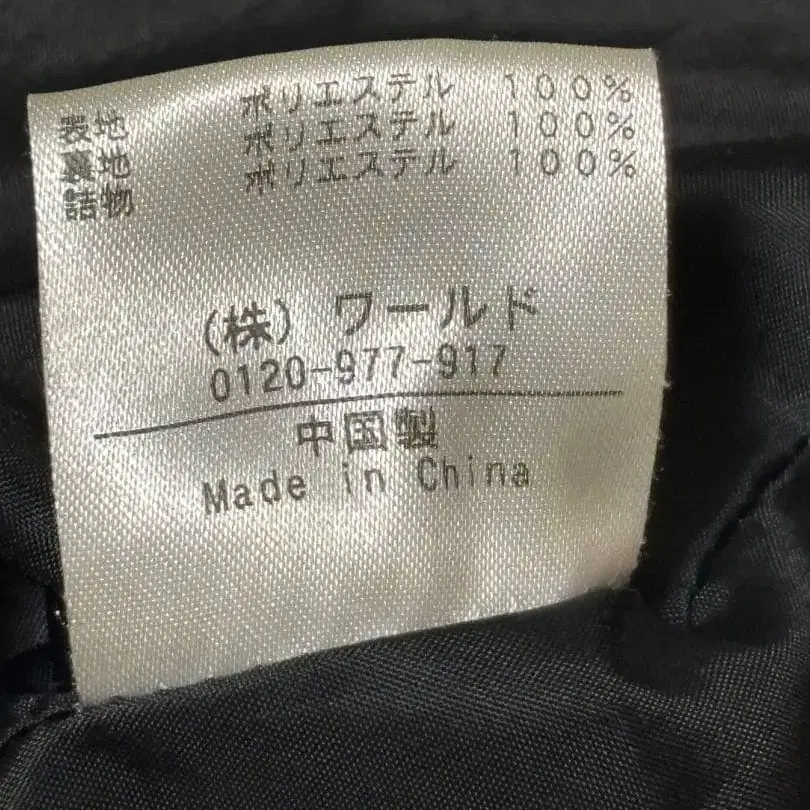 表地 ポリエステル 100%
裏地 ポリエステル 100%
詰物 ポリエステル 100%
(株) ワールド
0120-977-917
中国製
Made in China